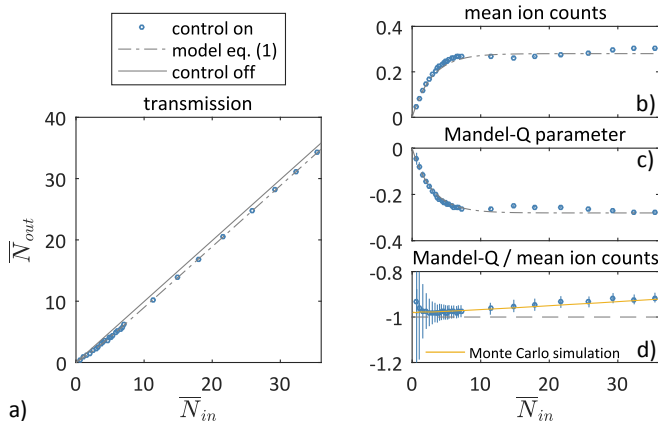 control on
model eq. (1)
control off
transmission
40
30
20
10
0
N̅out
0 10 20 30
N̅in
a)
mean ion counts
0.4
0.2
0
b)
Mandel-Q parameter
0
-0.2
-0.4
c)
Mandel-Q / mean ion counts
-0.8
-1
-1.2
Monte Carlo simulation
d)
0 10 20 30
N̅in